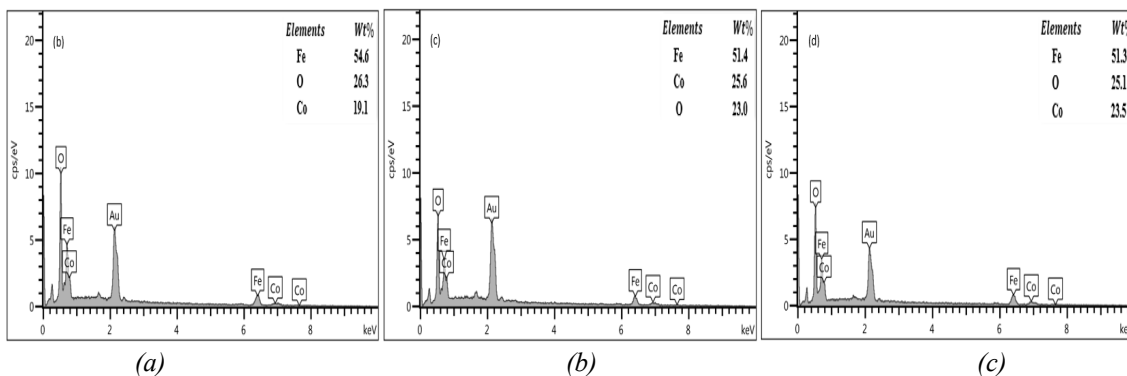 (b)
Elements Wt%
Fe 54.6
O 26.3
Co 19.1
20
15
10
5
0
cps/eV
O
Fe
Co
Au
Fe
Co
Co
0 2 4 6 8 keV
(a)
(c)
Elements Wt%
Fe 51.4
Co 25.6
O 23.0
20
15
10
5
0
cps/eV
O
Fe
Co
Au
Fe
Co
Co
0 2 4 6 8 keV
(b)
(d)
Elements Wt%
Fe 51.3
O 25.1
Co 23.5
20
15
10
5
0
cps/eV
O
Fe
Co
Au
Fe
Co
Co
0 2 4 6 8 keV
(c)